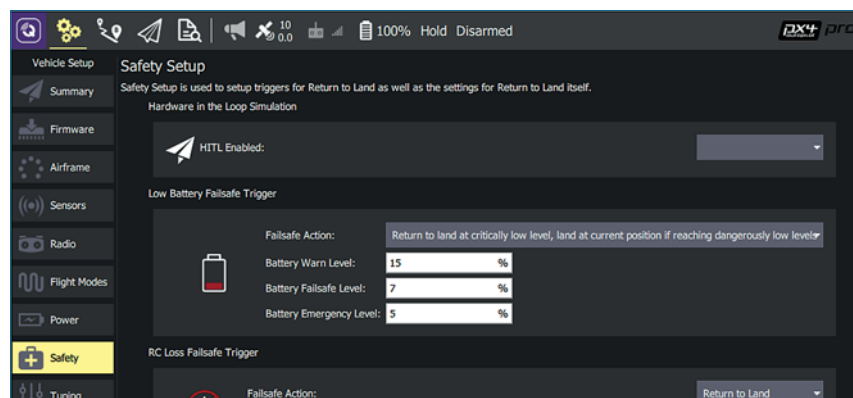 10
0.0
100% Hold Disarmed
px4 pro
Vehicle Setup
Summary
Firmware
Airframe
Sensors
Radio
Flight Modes
Power
Safety
Tuning
Safety Setup
Safety Setup is used to setup triggers for Return to Land as well as the settings for Return to Land itself.
Hardware in the Loop Simulation
HITL Enabled:
Low Battery Failsafe Trigger
Failsafe Action: Return to land at critically low level, land at current position if reaching dangerously low levels
Battery Warn Level: 15 %
Battery Failsafe Level: 7 %
Battery Emergency Level: 5 %
RC Loss Failsafe Trigger
Failsafe Action: Return to Land